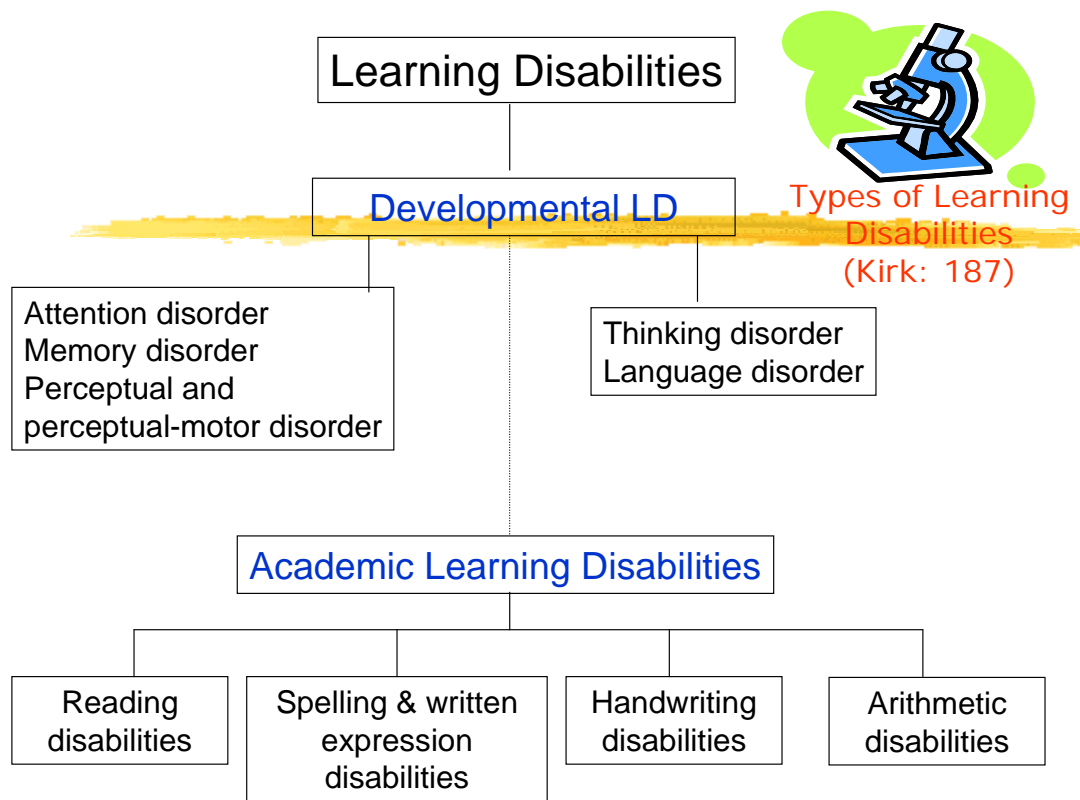 Learning Disabilities
Types of Learning
Disabilities
(Kirk: 187)
Developmental LD
Attention disorder
Memory disorder
Perceptual and
perceptual-motor disorder
Thinking disorder
Language disorder
Academic Learning Disabilities
Reading
disabilities
Spelling & written
expression
disabilities
Handwriting
disabilities
Arithmetic
disabilities